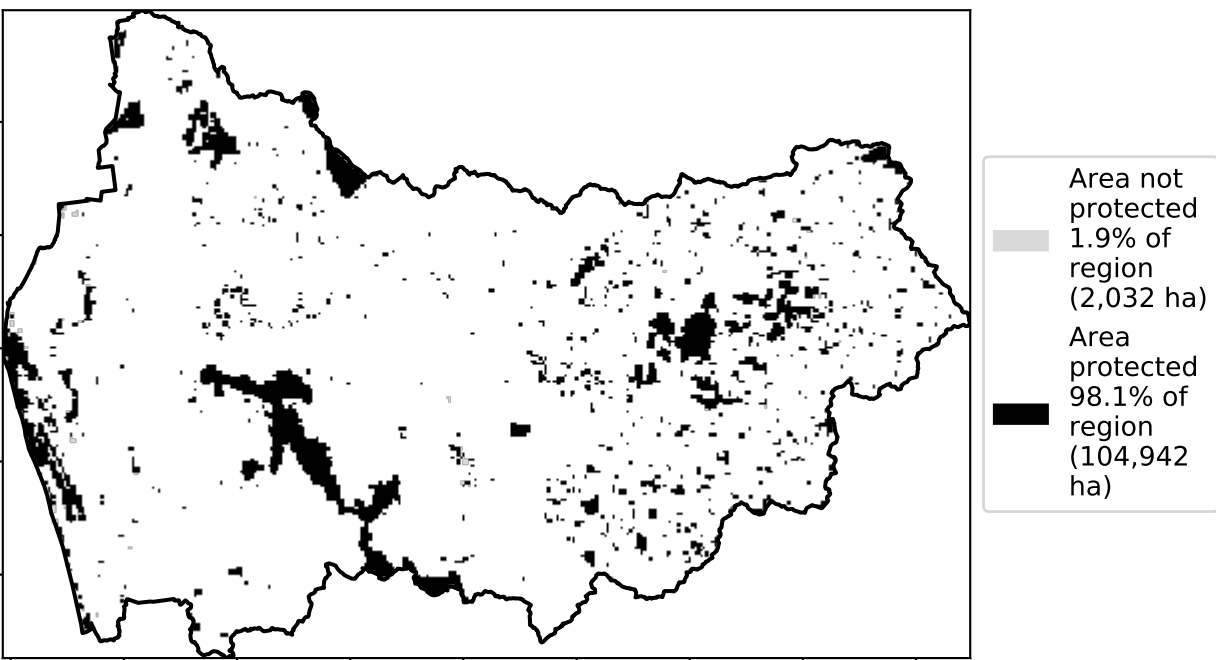 Area not
protected
1.9% of
region
(2,032 ha)
Area
protected
98.1% of
region
(104,942
ha)